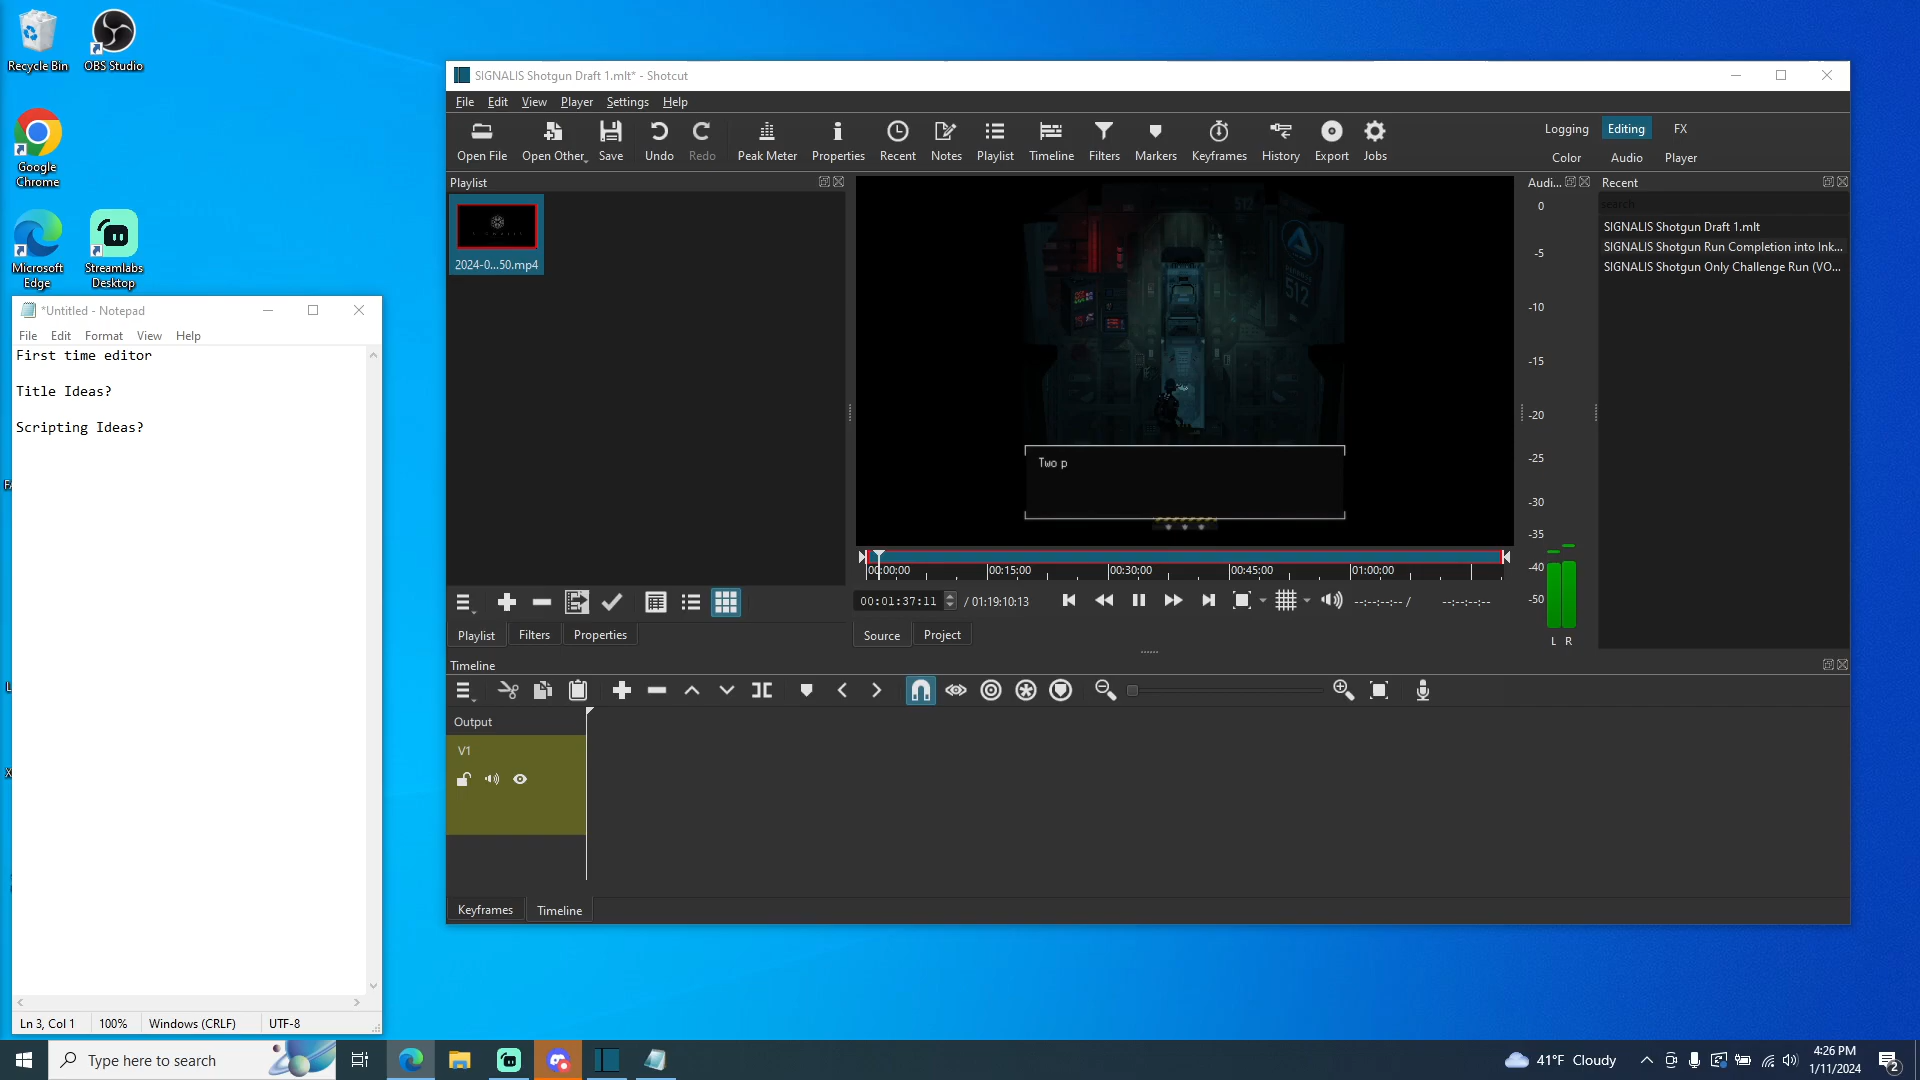 Recycle Bin
OBS Studio
Google
Chrome
Microsoft
Edge
Streamlabs
Desktop
*Untitled - Notepad
File Edit Format View Help
First time editor
Title Ideas?
Scripting Ideas?
Ln 3, Col 1 100% Windows (CRLF) UTF-8
SIGNALIS Shotgun Draft 1.mlt* - Shotcut
File Edit View Player Settings Help
Open File Open Other Save Undo Redo Peak Meter Properties Recent Notes Playlist Timeline Filters Markers Keyframes History Export Jobs
Logging Editing FX
Color Audio Player
Playlist
2024-0...50.mp4
512
512
Two p
Audi...
0
-5
-10
-15
-20
-25
-30
-35
-40
-50
L R
Recent
search
SIGNALIS Shotgun Draft 1.mlt
SIGNALIS Shotgun Run Completion into Ink...
SIGNALIS Shotgun Only Challenge Run (VO...
00:00:00 00:15:00 00:30:00 00:45:00 01:00:00
00:01:37:11 / 01:19:10:13 --:--:--:-- / --:--:--:--
Playlist Filters Properties
Source Project
Timeline
Output
V1
Keyframes Timeline
Type here to search
41°F Cloudy
4:26 PM
1/11/2024
2